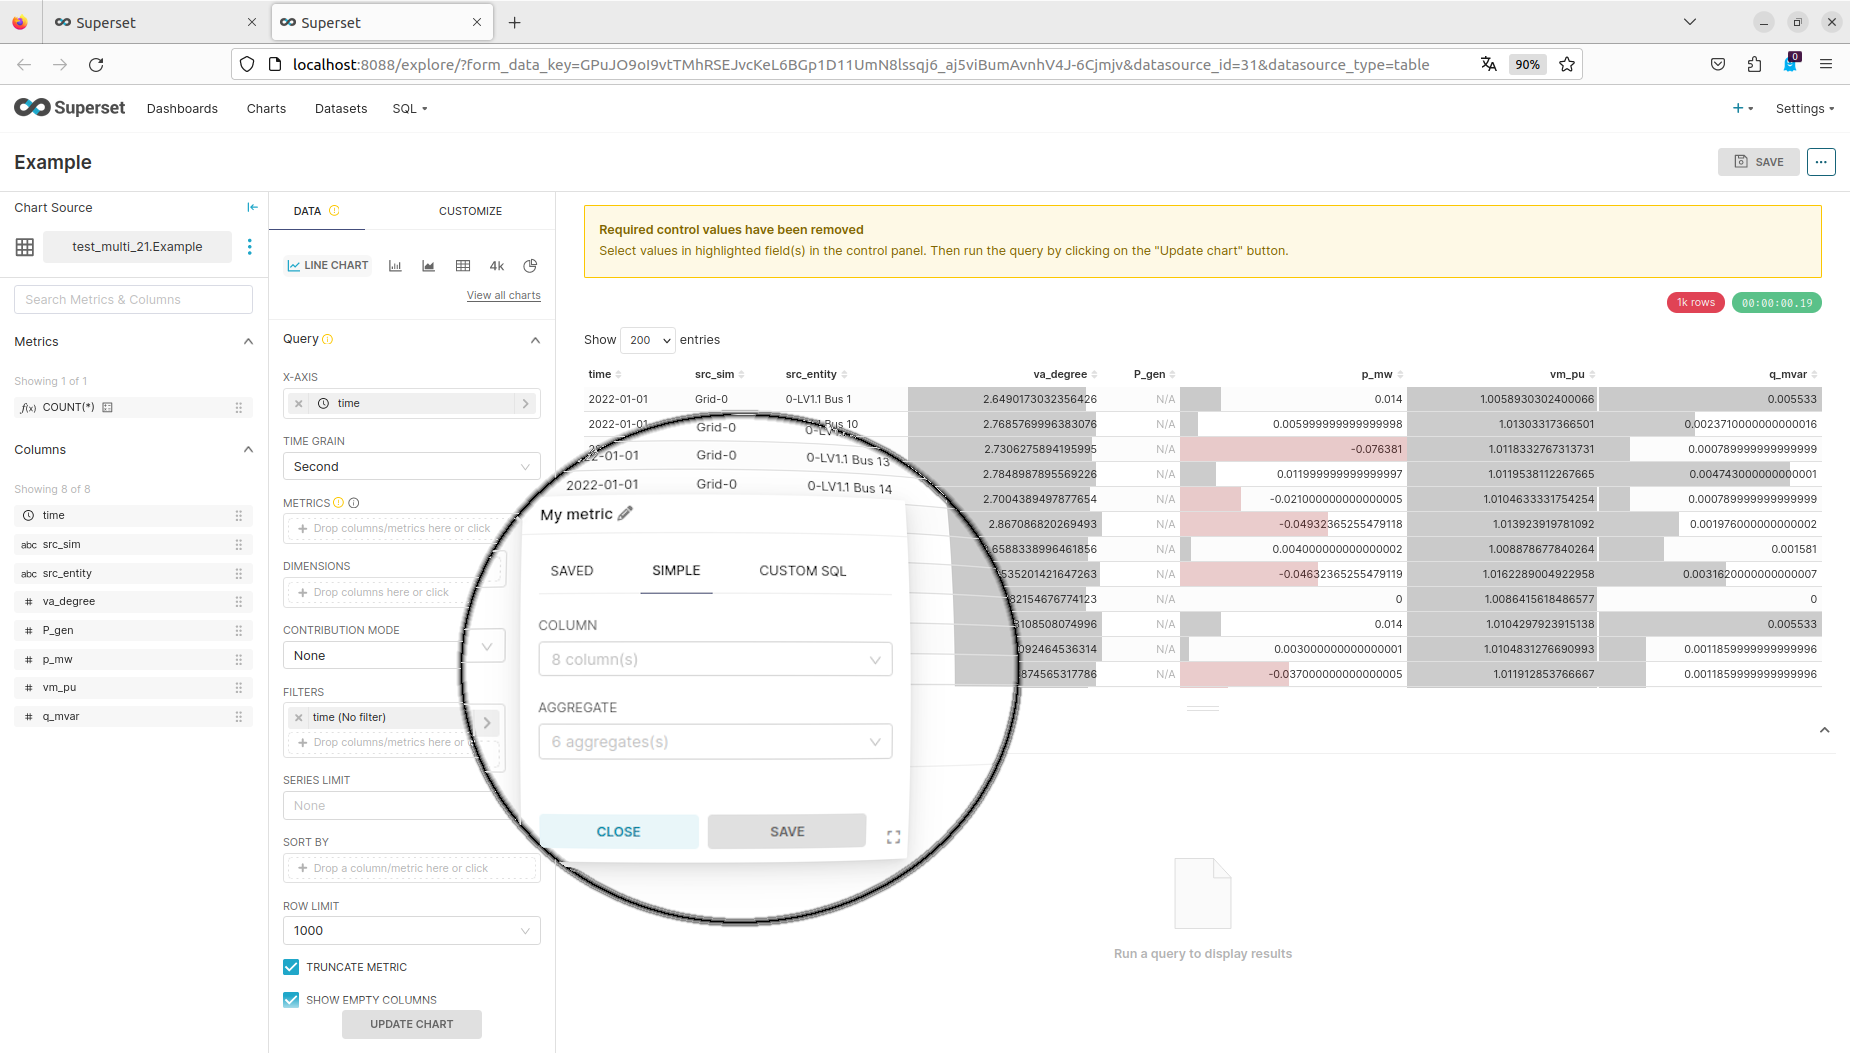 Superset
Superset
localhost:8088/explore/?form_data_key=GPuJO9oI9vtTMhRSEJvcKeL6BGp1D11UmN8lssqj6_aj5viBumAvnhV4J-6Cjmjv&datasource_id=31&datasource_type=table
90%
0
Superset Dashboards Charts Datasets SQL
+ Settings
Example
SAVE
...
Chart Source
test_multi_21.Example
Search Metrics & Columns
Metrics
Showing 1 of 1
f(x) COUNT(*)
Columns
Showing 8 of 8
time
abc src_sim
abc src_entity
# va_degree
# P_gen
# p_mw
# vm_pu
# q_mvar
DATA CUSTOMIZE
LINE CHART 4k
View all charts
Query
X-AXIS
time
TIME GRAIN
Second
METRICS
+ Drop columns/metrics here or click
DIMENSIONS
+ Drop columns here or click
CONTRIBUTION MODE
None
FILTERS
time (No filter)
+ Drop columns/metrics here or
SERIES LIMIT
None
SORT BY
+ Drop a column/metric here or click
ROW LIMIT
1000
TRUNCATE METRIC
SHOW EMPTY COLUMNS
UPDATE CHART
Required control values have been removed
Select values in highlighted field(s) in the control panel. Then run the query by clicking on the "Update chart" button.
1k rows 00:00:00.19
Show 200 entries
time src_sim src_entity va_degree P_gen p_mw vm_pu q_mvar
2022-01-01 Grid-0 0-LV1.1 Bus 1 2.6490173032356426 N/A 0.014 1.0058930302400066 0.005533
2022-01-01 Grid-0 0-LV1.1 Bus 10 2.7685769996383076 N/A 0.005999999999999998 1.01303317366501 0.0023710000000000016
-01-01 Grid-0 0-LV1.1 Bus 13 2.7306275894195995 N/A -0.076381 1.0118332767313731 0.000789999999999999
2022-01-01 Grid-0 0-LV1.1 Bus 14 2.7848987895569226 N/A 0.011999999999999997 1.0119538112267665 0.004743000000000001
2.7004389497877654 N/A -0.021000000000000005 1.0104633331754254 0.000789999999999999
2.867086820269493 N/A -0.04932365255479118 1.013923919781092 0.001976000000000002
.6588338996461856 N/A 0.004000000000000002 1.008878677840264 0.001581
535201421647263 N/A -0.04632365255479119 1.0162289004922958 0.0031620000000000007
82154676774123 N/A 0 1.0086415618486577 0
108508074996 N/A 0.014 1.0104297923915138 0.005533
092464536314 N/A 0.003000000000000001 1.0104831276690993 0.0011859999999999996
874565317786 N/A -0.037000000000000005 1.011912853766667 0.0011859999999999996
My metric
SAVED SIMPLE CUSTOM SQL
COLUMN
8 column(s)
AGGREGATE
6 aggregates(s)
CLOSE SAVE
Run a query to display results